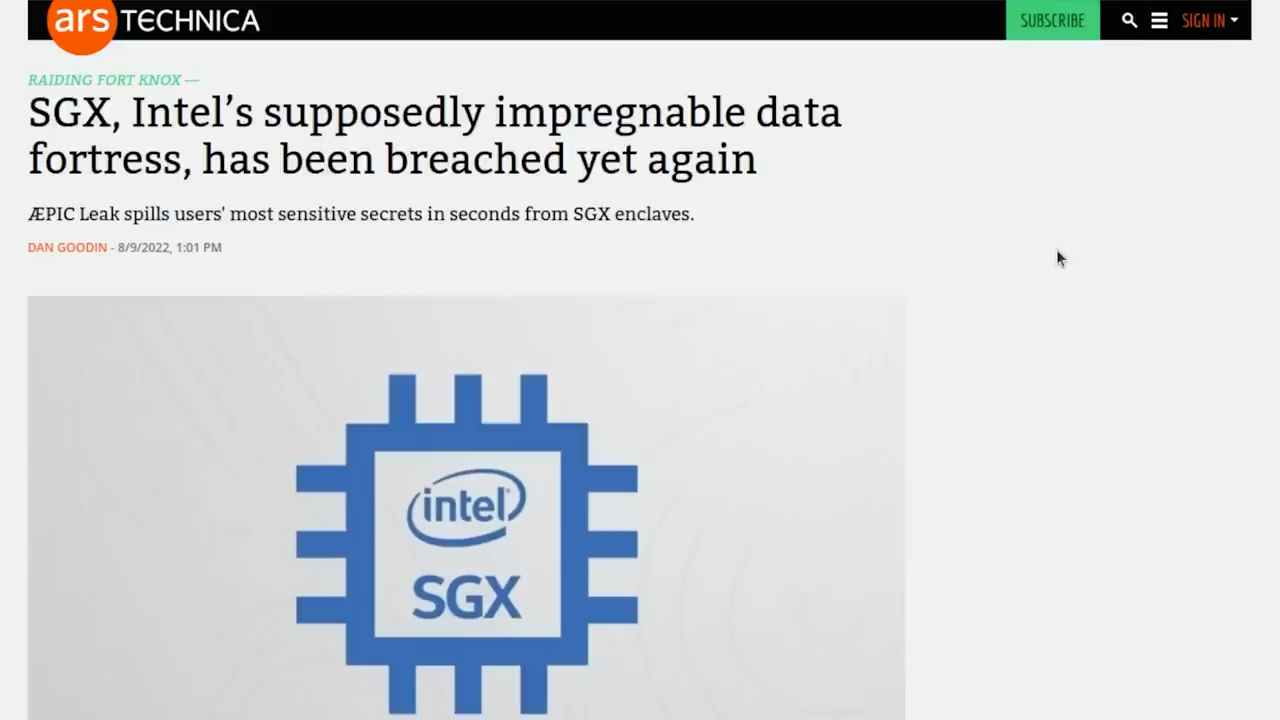 ars TECHNICA
SUBSCRIBE
SIGN IN
RAIDING FORT KNOX —
SGX, Intel’s supposedly impregnable data
fortress, has been breached yet again
ÆPIC Leak spills users' most sensitive secrets in seconds from SGX enclaves.
DAN GOODIN - 8/9/2022, 1:01 PM
intel
SGX